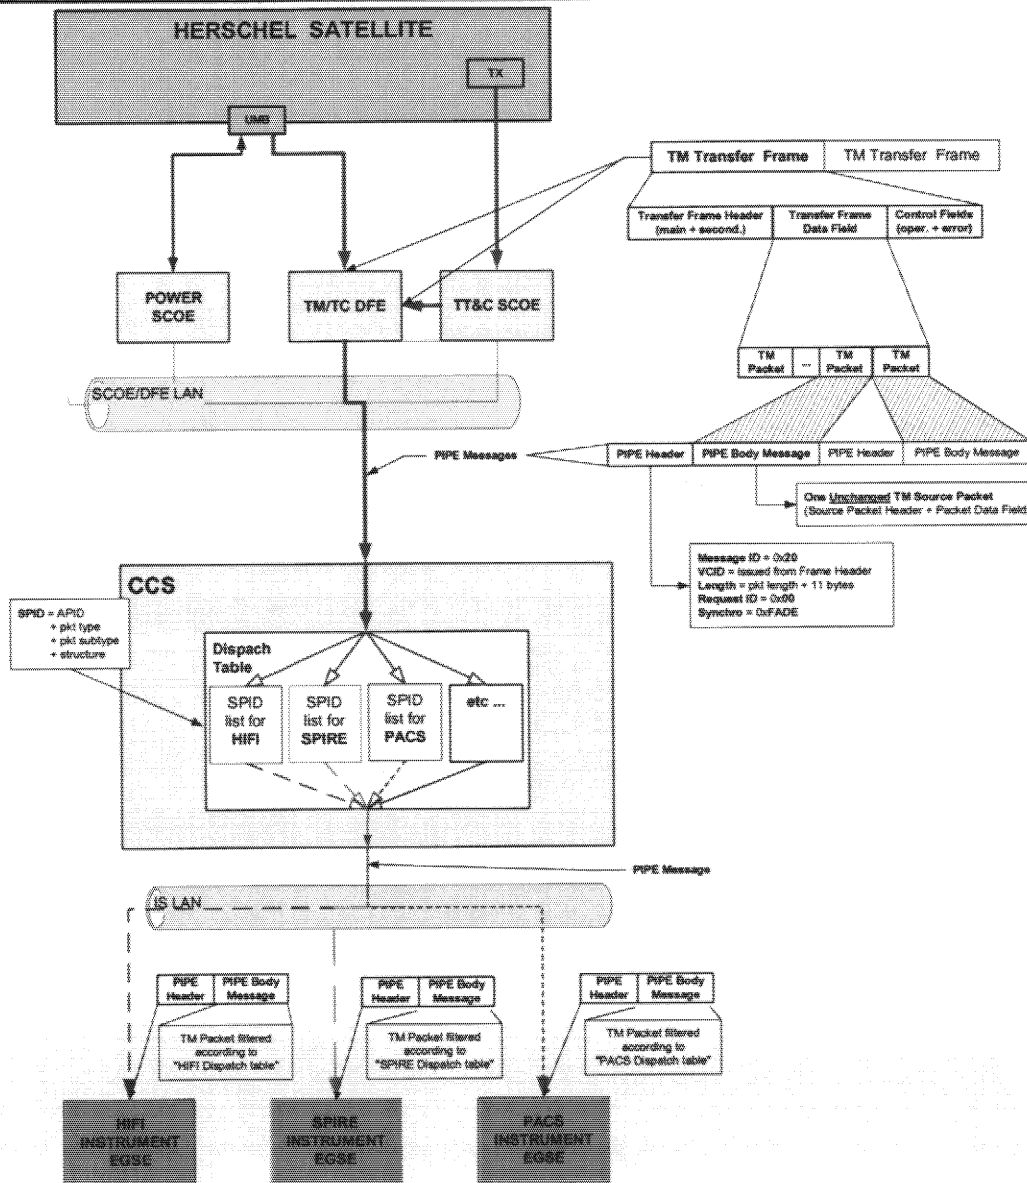 HERSCHEL SATELLITE
TX
UMB
TM Transfer Frame
TM Transfer Frame
Transfer Frame Header
(main + second.)
Transfer Frame
Data Field
Control Fields
(oper. + error)
POWER
SCOE
TM/TC DFE
TT&C SCOE
TM
Packet
...
TM
Packet
TM
Packet
SCOE/DFE LAN
PIPE Messages
PIPE Header
PIPE Body Message
PIPE Header
PIPE Body Message
One Unchanged TM Source Packet
(Source Packet Header + Packet Data Field
Message ID = 0x20
VCID = issued from Frame Header
Length = pkt length + 11 bytes
Request ID = 0x00
Synchro = 0xFADE
CCS
SPID = APID
+ pkt type
+ pkt subtype
+ structure
Dispach
Table
SPID
list for
HIFI
SPID
list for
SPIRE
SPID
list for
PACS
etc ...
PIPE Message
IS LAN
PIPE
Header
PIPE Body
Message
TM Packet filtered
according to
"HIFI Dispatch table"
PIPE
Header
PIPE Body
Message
TM Packet filtered
according to
"SPIRE Dispatch table"
PIPE
Header
PIPE Body
Message
TM Packet filtered
according to
"PACS Dispatch table"
HIFI
INSTRUMENT
EGSE
SPIRE
INSTRUMENT
EGSE
PACS
INSTRUMENT
EGSE